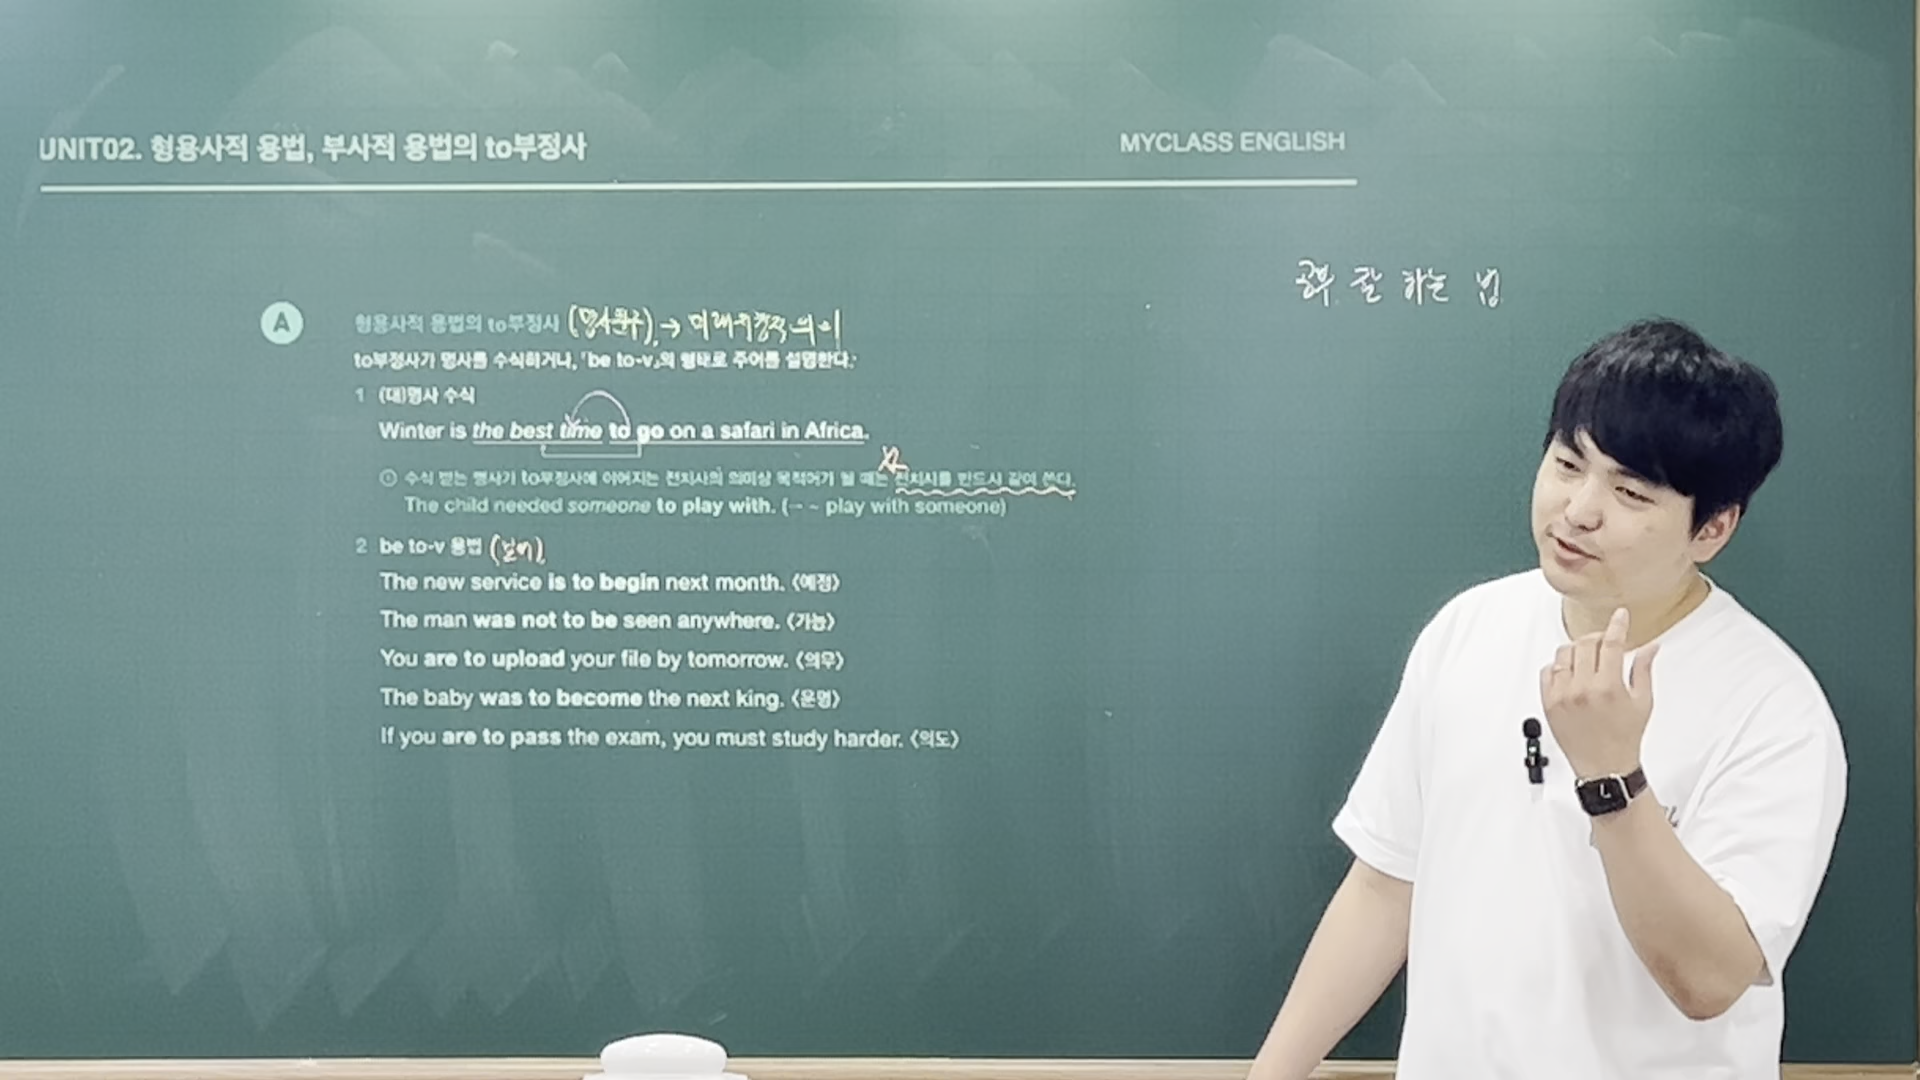 UNIT02. 형용사적 용법, 부사적 용법의 to부정사
MYCLASS ENGLISH
공부 잘 하는 법
A
형용사적 용법의 to부정사 (명사수식) → 미래지향적 의미
to부정사가 명사를 수식하거나, 「be to-v」의 형태로 주어를 설명한다.
1 (대)명사 수식
Winter is the best time to go on a safari in Africa.
① 수식 받는 명사가 to부정사에 이어지는 전치사의 의미상 목적어가 될 때는 전치사를 반드시 같이 쓴다.
The child needed someone to play with. (← ~ play with someone)
2 be to-v 용법 (보어)
The new service is to begin next month. 《예정》
The man was not to be seen anywhere. 《가능》
You are to upload your file by tomorrow. 《의무》
The baby was to become the next king. 《운명》
If you are to pass the exam, you must study harder. 《의도》